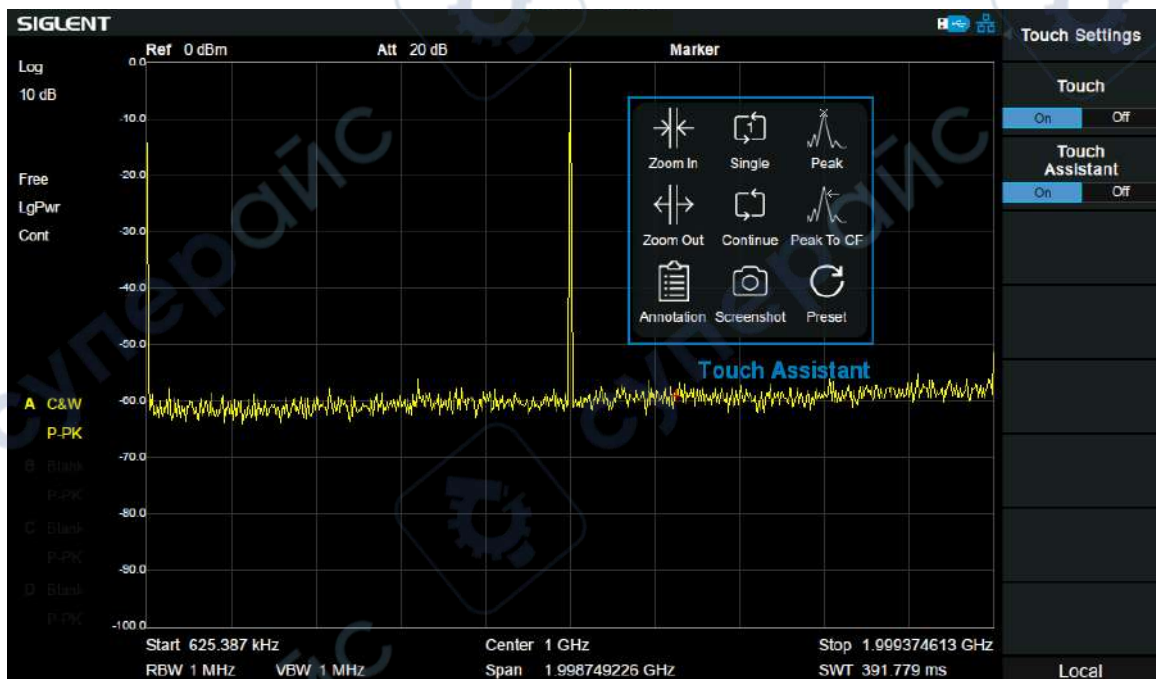 SIGLENT
Touch Settings
Ref 0 dBm Att 20 dB Marker
Log
10 dB
Free
LgPwr
Cont
0.0
-10.0
-20.0
-30.0
-40.0
-50.0
-60.0
-70.0
-80.0
-90.0
-100.0
A C&W
P-PK
B Blank
P-PK
C Blank
P-PK
D Blank
P-PK
Zoom In Single Peak
Zoom Out Continue Peak To CF
Annotation Screenshot Preset
Touch Assistant
Touch
On Off
Touch
Assistant
On Off
Start 625.387 kHz Center 1 GHz Stop 1.999374613 GHz
RBW 1 MHz VBW 1 MHz Span 1.998749226 GHz SWT 391.779 ms
Local
суперайс
суперайс
суперайс